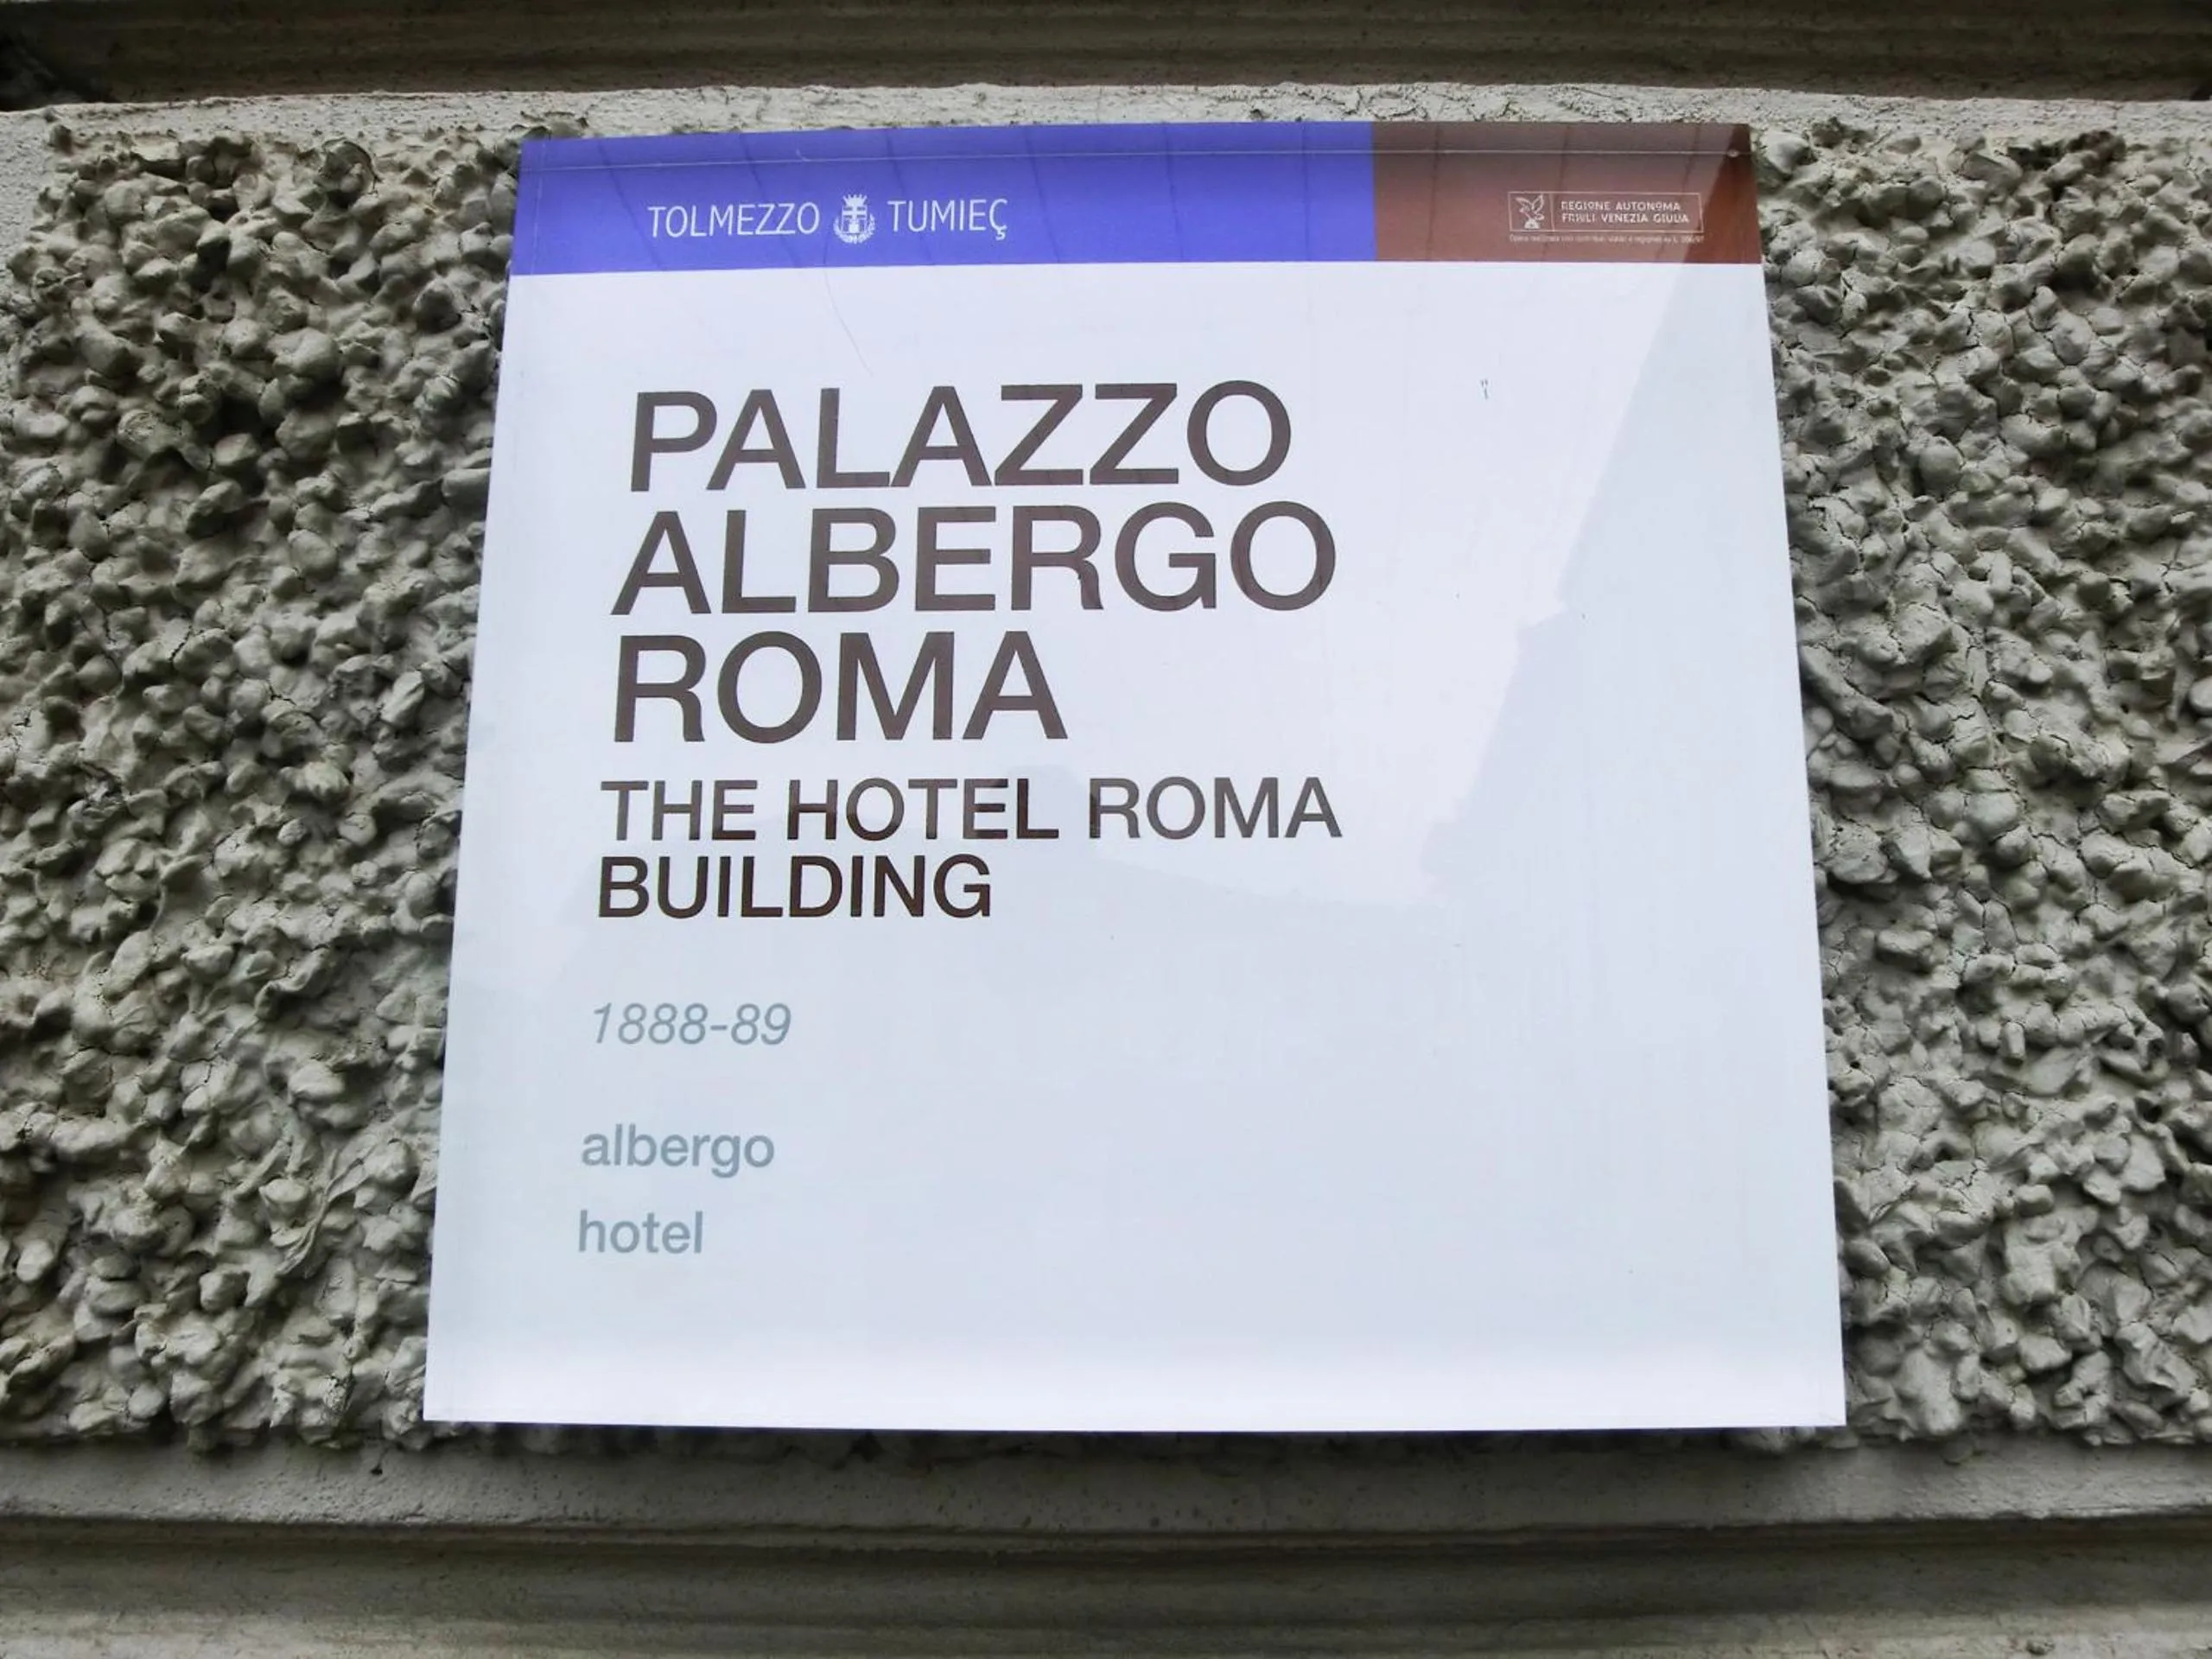 TOLMEZZO TUMIEÇ
REGIONE AUTONOMA
FRIULI VENEZIA GIULIA
PALAZZO
ALBERGO
ROMA
THE HOTEL ROMA
BUILDING
1888-89
albergo
hotel